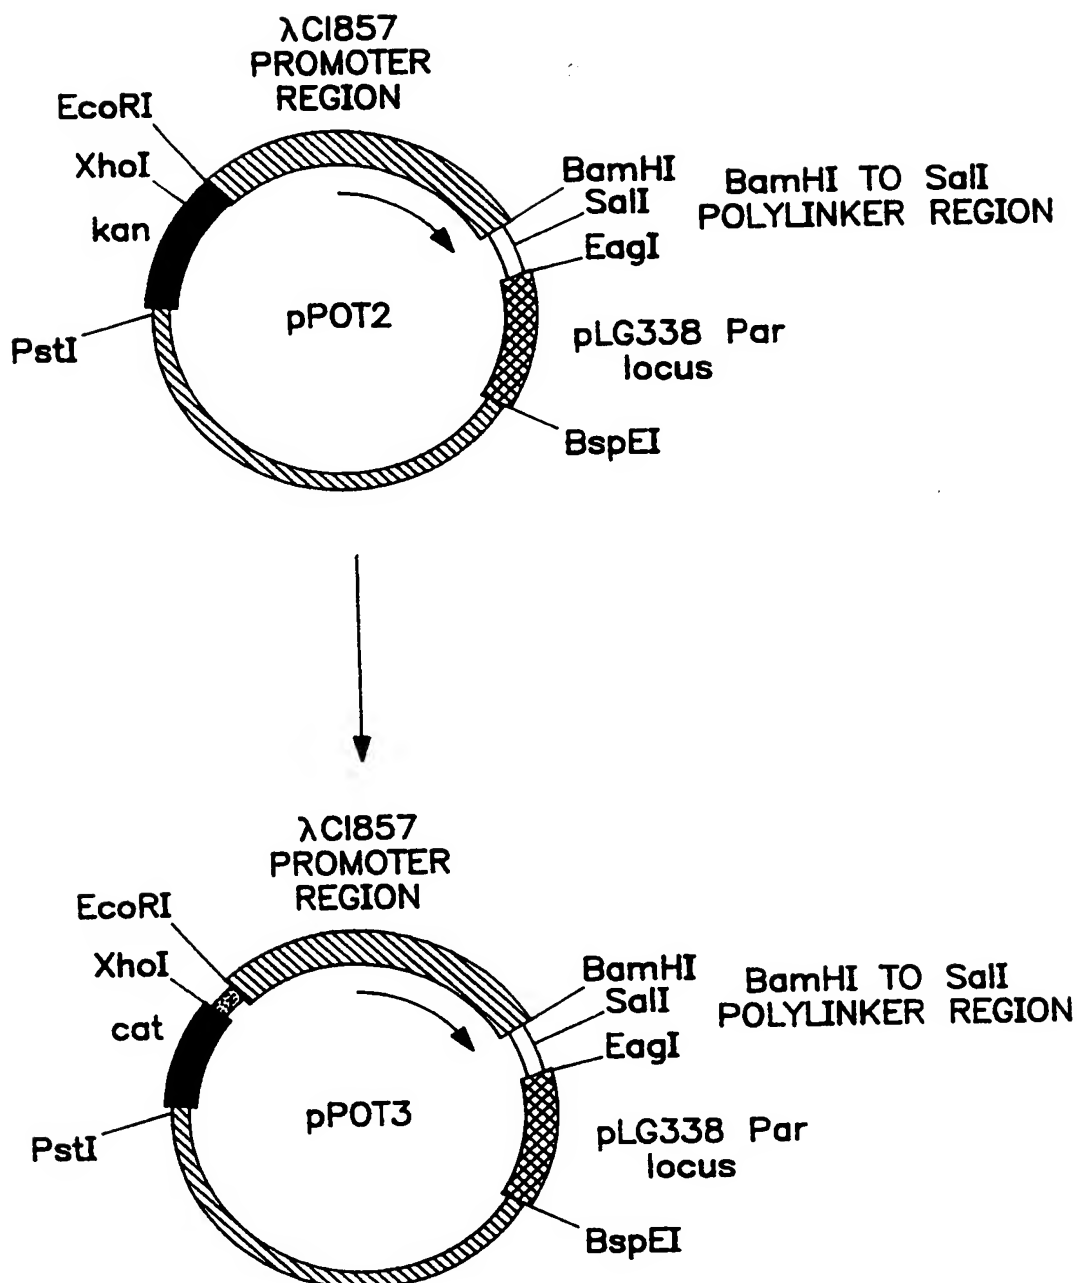 λCI857
PROMOTER
REGION
EcoRI
XhoI
kan
PstI
pPOT2
BamHI
SalI
EagI
BamHI TO SalI
POLYLINKER REGION
pLG338 Par
locus
BspEI
λCI857
PROMOTER
REGION
EcoRI
XhoI
cat
PstI
pPOT3
BamHI
SalI
EagI
BamHI TO SalI
POLYLINKER REGION
pLG338 Par
locus
BspEI